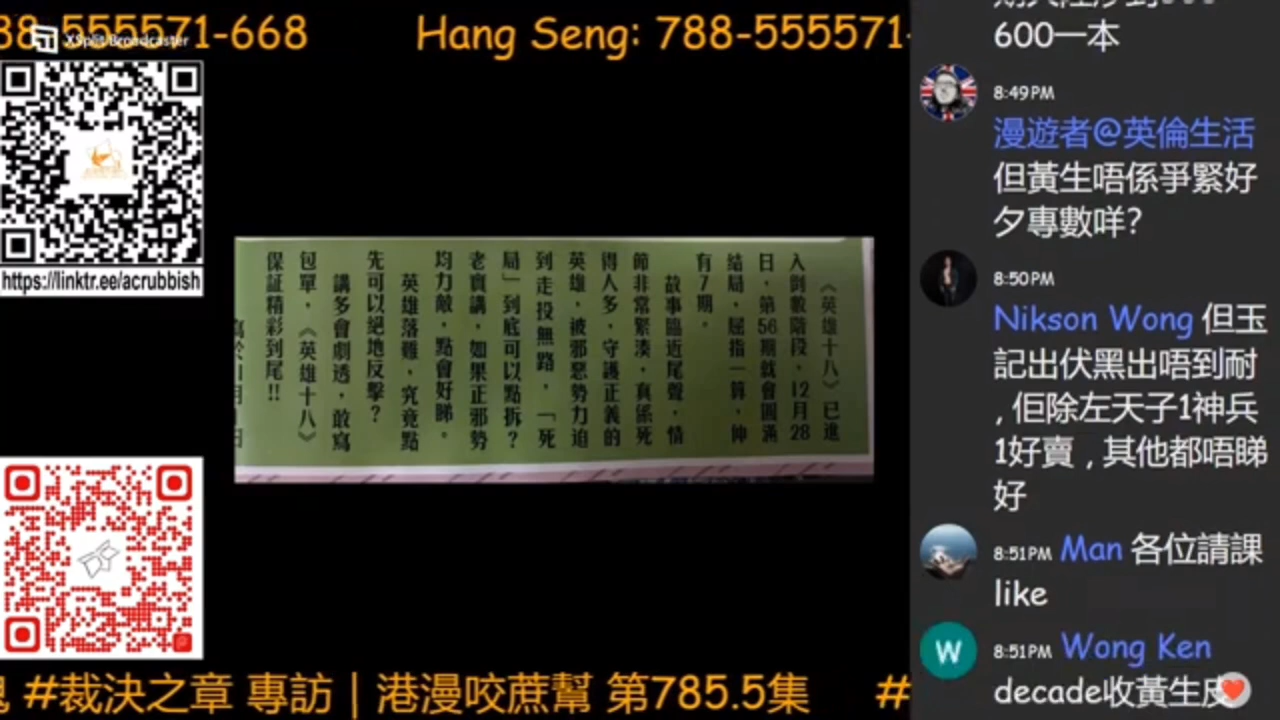 88-555571-668 Hang Seng: 788-555571-
XSplit Broadcaster
https://linktr.ee/acrubbish
《英雄十八》已進
入倒數階段，12月28
日，第56期就會圓滿
結局，屈指一算，仲
有7期。
故事臨近尾聲，情
節非常緊湊，真係死
得人多，守護正義的
英雄，被邪惡勢力迫
到走投無路，「死
局」到底可以點拆？
老實講，如果正邪勢
均力敵，點會好睇。
英雄落難，究竟點
先可以絕地反擊？
講多會劇透，敢寫
包單，《英雄十八》
保証精彩到尾!!
#裁決之章 專訪 | 港漫咬蔗幫 第785.5集 #
600一本
8:49PM
漫遊者@英倫生活
但黃生唔係爭緊好
夕專數咩?
8:50PM
Nikson Wong 但玉
記出伏黑出唔到耐
, 佢除左天子1神兵
1好賣 , 其他都唔睇
好
8:51PM Man 各位請課
like
W
8:51PM Wong Ken
decade收黃生